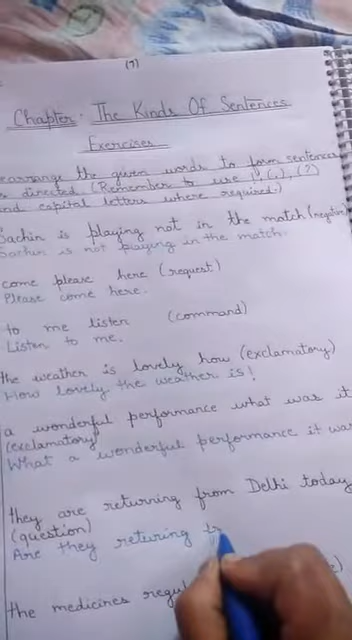 (7)
Chapter. The Kinds Of Sentences
Exercises
earrange the given words to form sentences
s directed. (Remember to use (.), (,), (?)
and capital letters where required.)
Sachin is playing not in the match (negative)
Sachin is not playing in the match.
come please here (request)
Please come here.
to me listen (command)
Listen to me.
the weather is lovely how (exclamatory)
How lovely the weather is!
a wonderful performance what was it
(exclamatory)
What a wonderful performance it was
they are returning from Delhi today
(question)
Are they returing f
the medicines regul